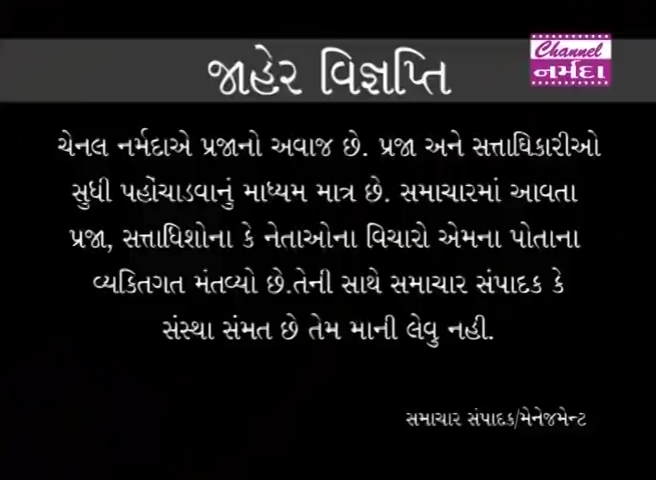 જાહેર વિજ્ઞપ્તિ
Channel
નર્મદા
ચેનલ નર્મદાએ પ્રજાનો અવાજ છે. પ્રજા અને સત્તાધિકારીઓ
સુધી પહોંચાડવાનું માધ્યમ માત્ર છે. સમાચારમાં આવતા
પ્રજા, સત્તાધિશોના કે નેતાઓના વિચારો એમના પોતાના
વ્યકિતગત મંતવ્યો છે.તેની સાથે સમાચાર સંપાદક કે
સંસ્થા સંમત છે તેમ માની લેવુ નહી.
સમાચાર સંપાદક/મેનેજમેન્ટ